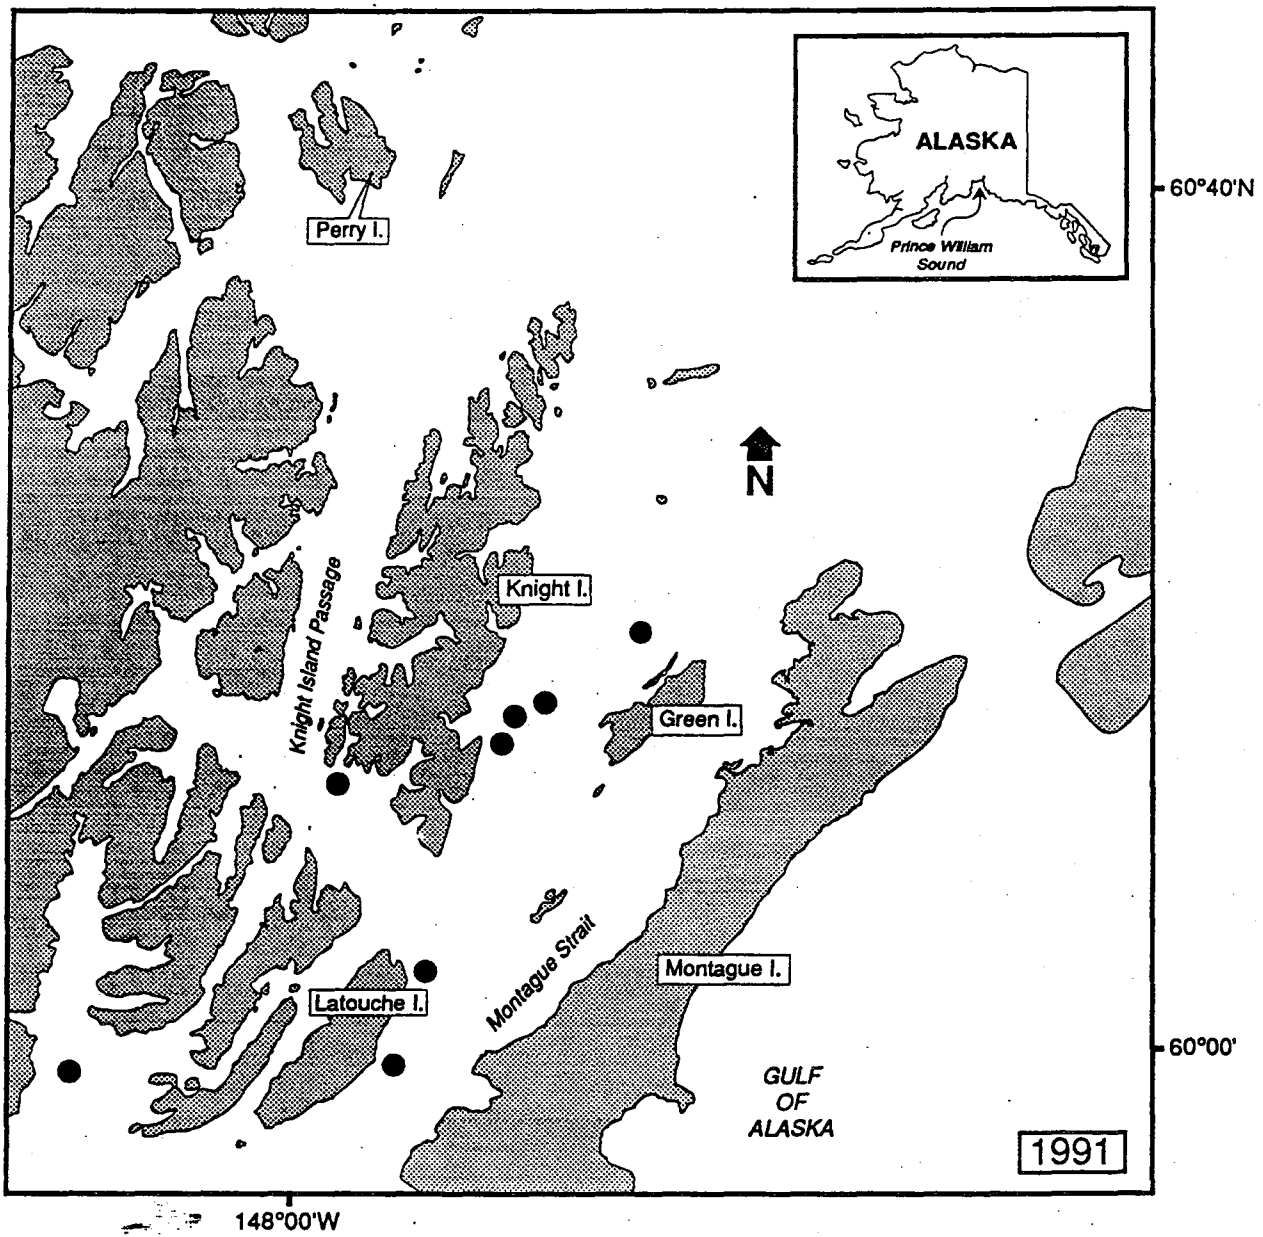 ALASKA
Prince William
Sound
60°40'N
Perry I.
N
Knight I.
Knight Island Passage
Green I.
Montague I.
Montague Strait
Latouche I.
60°00'
GULF
OF
ALASKA
1991
148°00'W